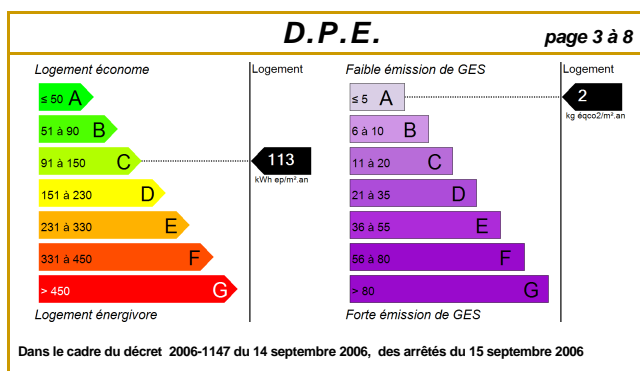 D.P.E. page 3 à 8
Logement économe
Logement
≤ 50 A
51 à 90 B
91 à 150 C
151 à 230 D
231 à 330 E
331 à 450 F
> 450 G
113
kWh ep/m².an
Logement énergivore
Faible émission de GES
Logement
≤ 5 A
6 à 10 B
11 à 20 C
21 à 35 D
36 à 55 E
56 à 80 F
> 80 G
2
kg éqco2/m².an
Forte émission de GES
Dans le cadre du décret 2006-1147 du 14 septembre 2006, des arrêtés du 15 septembre 2006